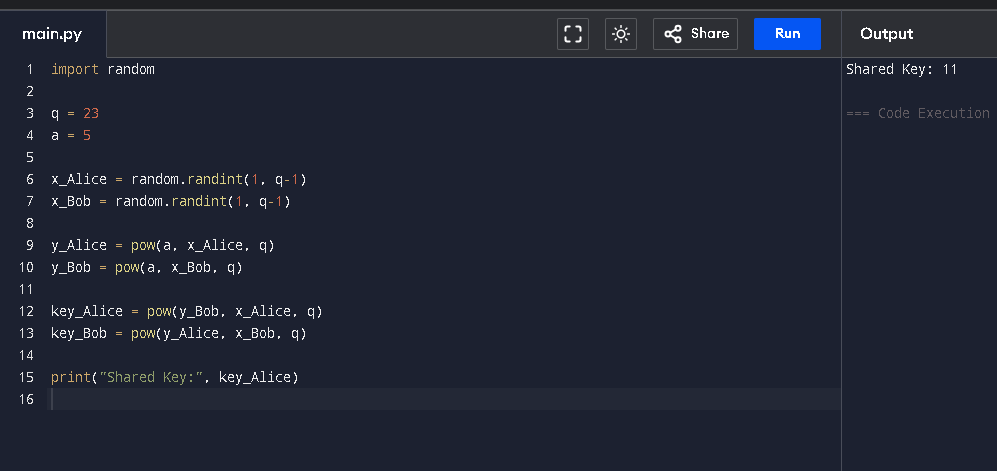 main.py
Share
Run
Output
1 import random
2
3 q = 23
4 a = 5
5
6 x_Alice = random.randint(1, q-1)
7 x_Bob = random.randint(1, q-1)
8
9 y_Alice = pow(a, x_Alice, q)
10 y_Bob = pow(a, x_Bob, q)
11
12 key_Alice = pow(y_Bob, x_Alice, q)
13 key_Bob = pow(y_Alice, x_Bob, q)
14
15 print("Shared Key:", key_Alice)
16
Shared Key: 11
=== Code Execution